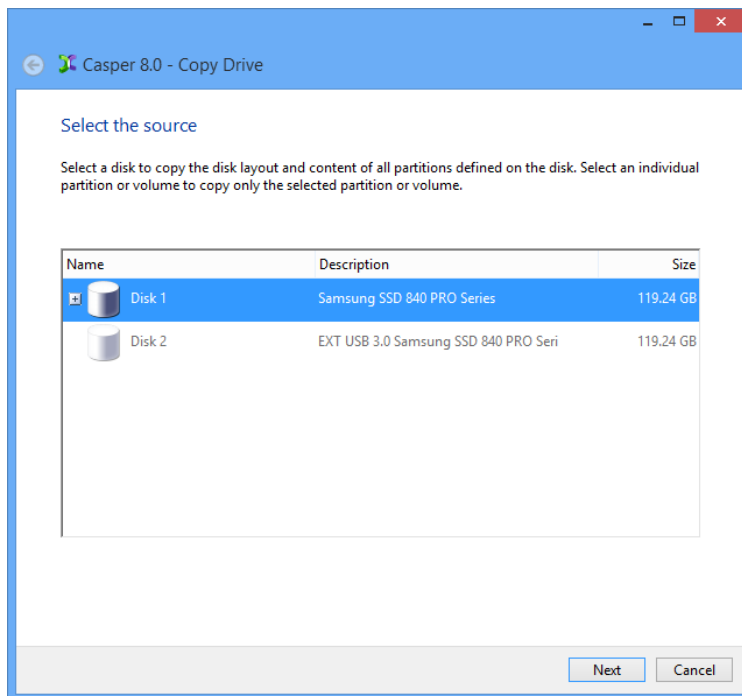 Casper 8.0 - Copy Drive
Select the source
Select a disk to copy the disk layout and content of all partitions defined on the disk. Select an individual
partition or volume to copy only the selected partition or volume.
Name Description Size
Disk 1 Samsung SSD 840 PRO Series 119.24 GB
Disk 2 EXT USB 3.0 Samsung SSD 840 PRO Seri 119.24 GB
Next Cancel